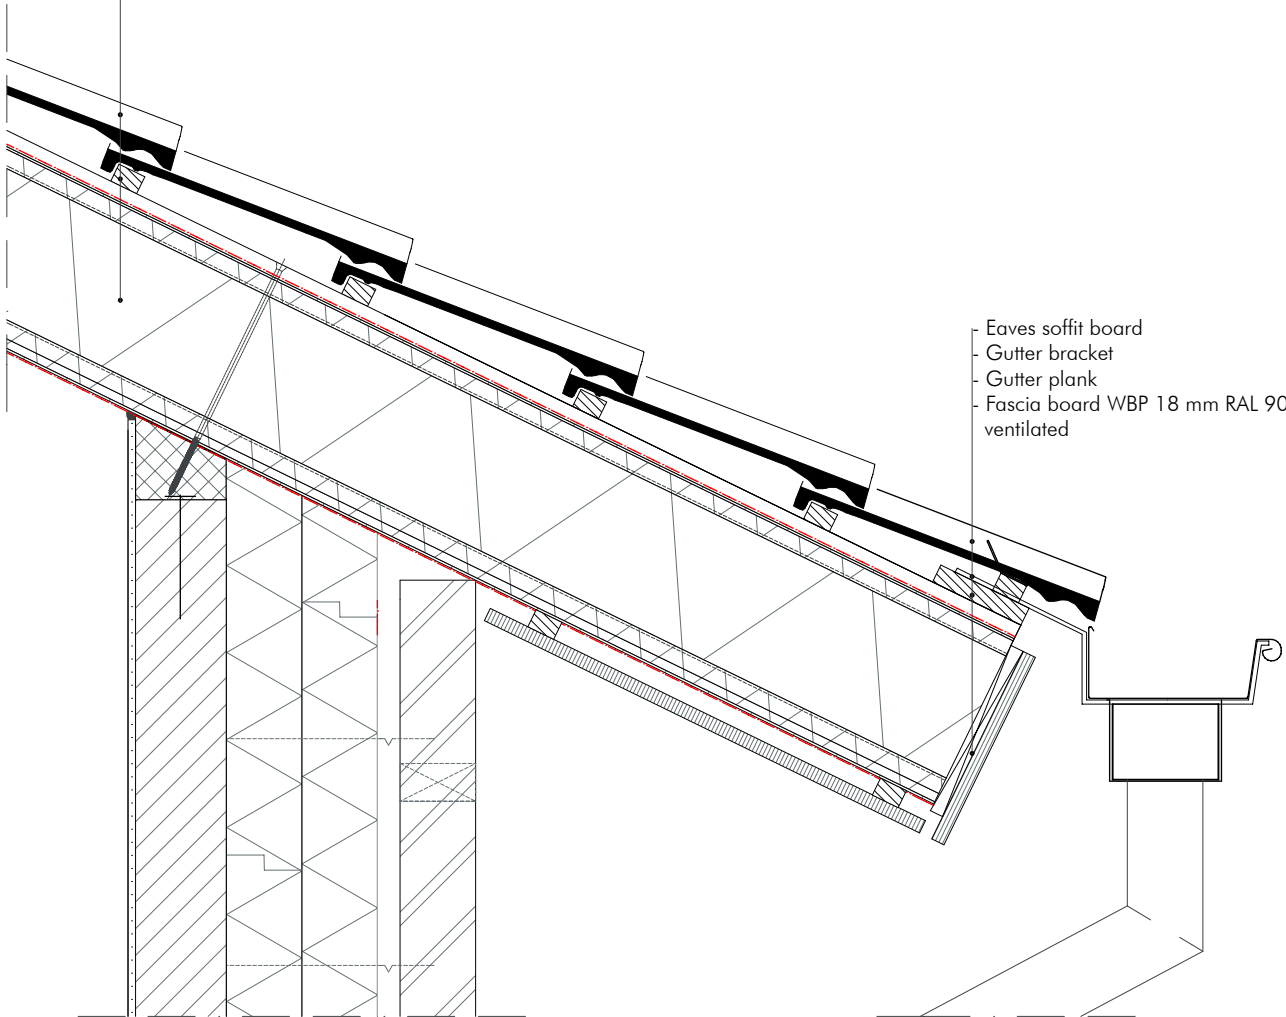 - Eaves soffit board
- Gutter bracket
- Gutter plank
- Fascia board WBP 18 mm RAL 90
ventilated